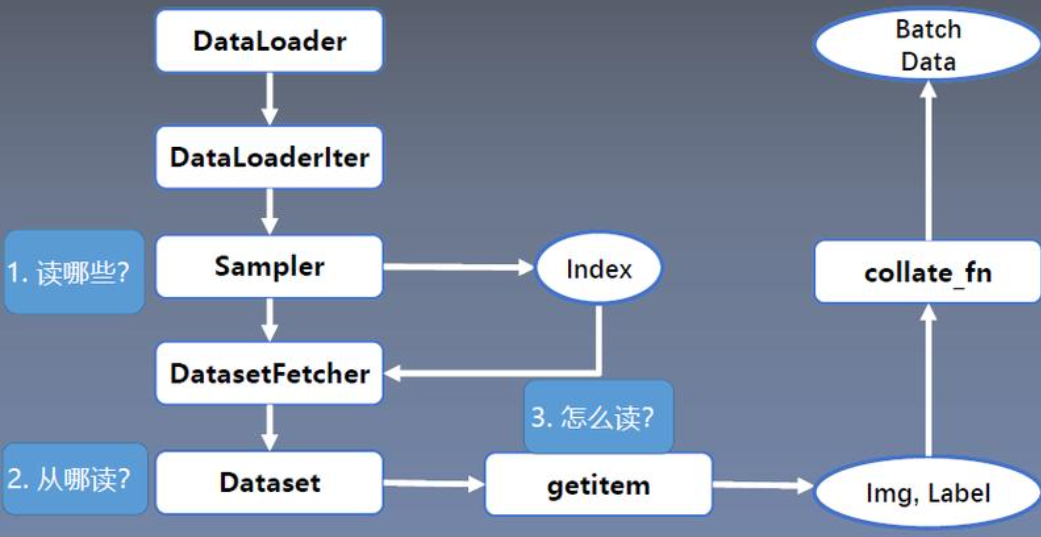 DataLoader
DataLoaderIter
1. 读哪些?
Sampler
Index
DatasetFetcher
3. 怎么读?
2. 从哪读?
Dataset
getitem
Img, Label
collate_fn
Batch
Data